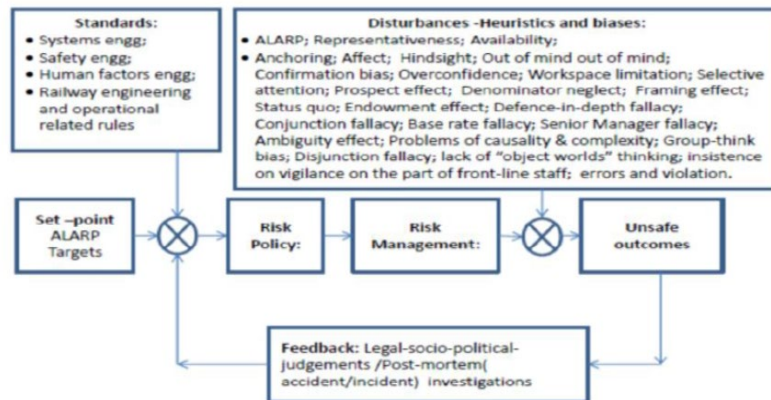 Standards:
• Systems engg;
• Safety engg;
• Human factors engg;
• Railway engineering
and operational
related rules
Disturbances -Heuristics and biases:
• ALARP; Representativeness; Availability;
• Anchoring; Affect; Hindsight; Out of mind out of mind;
Confirmation bias; Overconfidence; Workspace limitation; Selective
attention; Prospect effect; Denominator neglect; Framing effect;
Status quo; Endowment effect; Defence-in-depth fallacy;
Conjunction fallacy; Base rate fallacy; Senior Manager fallacy;
Ambiguity effect; Problems of causality & complexity; Group-think
bias; Disjunction fallacy; lack of "object worlds" thinking; insistence
on vigilance on the part of front-line staff; errors and violation.
Set –point
ALARP
Targets
Risk
Policy:
Risk
Management:
Unsafe
outcomes
Feedback: Legal-socio-political-
judgements /Post-mortem(
accident/incident) investigations